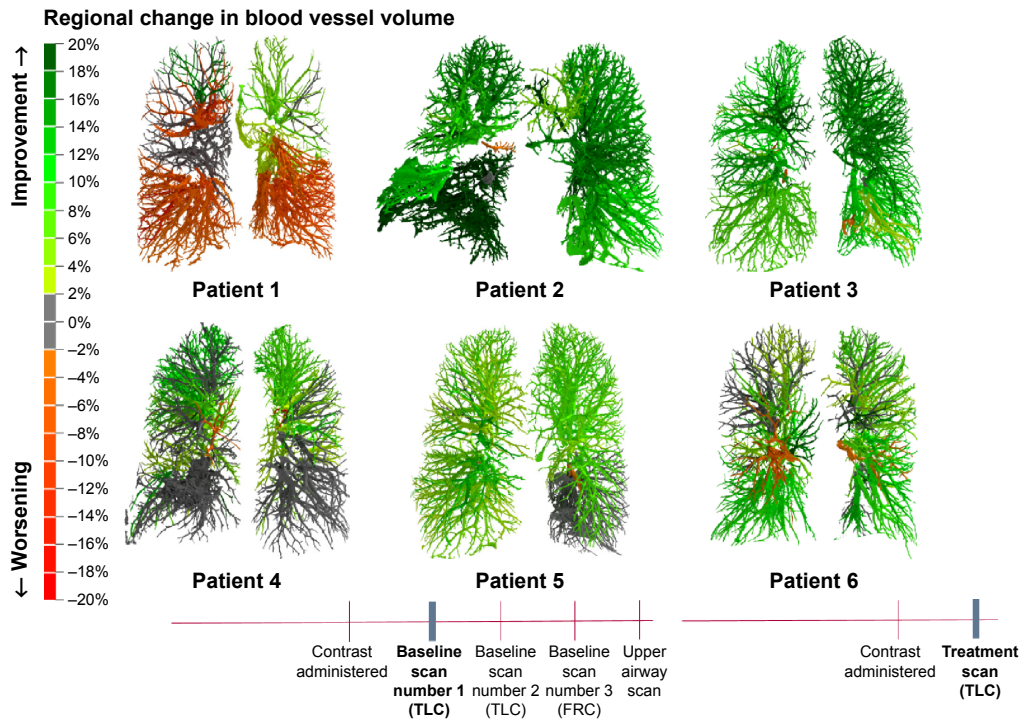 Regional change in blood vessel volume
Improvement →
← Worsening
20%
18%
16%
14%
12%
10%
8%
6%
4%
2%
0%
–2%
–4%
–6%
–8%
–10%
–12%
–14%
–16%
–18%
–20%
Patient 1
Patient 2
Patient 3
Patient 4
Patient 5
Patient 6
Contrast
administered
Baseline
scan
number 1
(TLC)
Baseline
scan
number 2
(TLC)
Baseline
scan
number 3
(FRC)
Upper
airway
scan
Contrast
administered
Treatment
scan
(TLC)